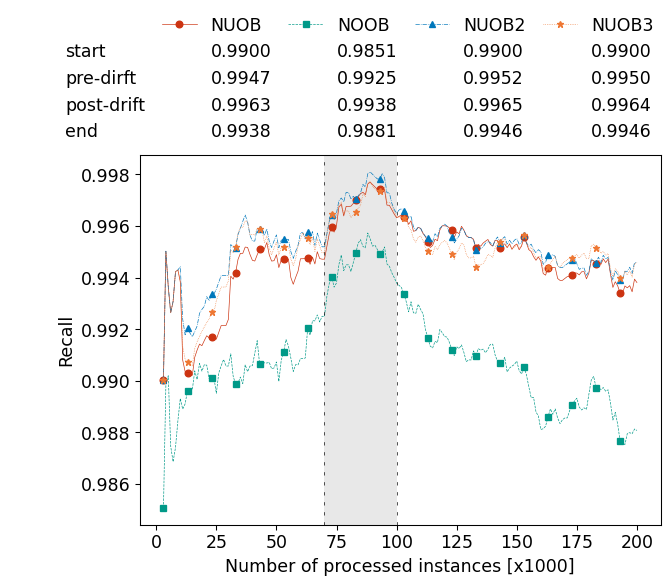 NUOB NOOB NUOB2 NUOB3
start 0.9900 0.9851 0.9900 0.9900
pre-dirft 0.9947 0.9925 0.9952 0.9950
post-drift 0.9963 0.9938 0.9965 0.9964
end 0.9938 0.9881 0.9946 0.9946
0.998
0.996
0.994
0.992
0.990
0.988
0.986
Recall
0 25 50 75 100 125 150 175 200
Number of processed instances [x1000]